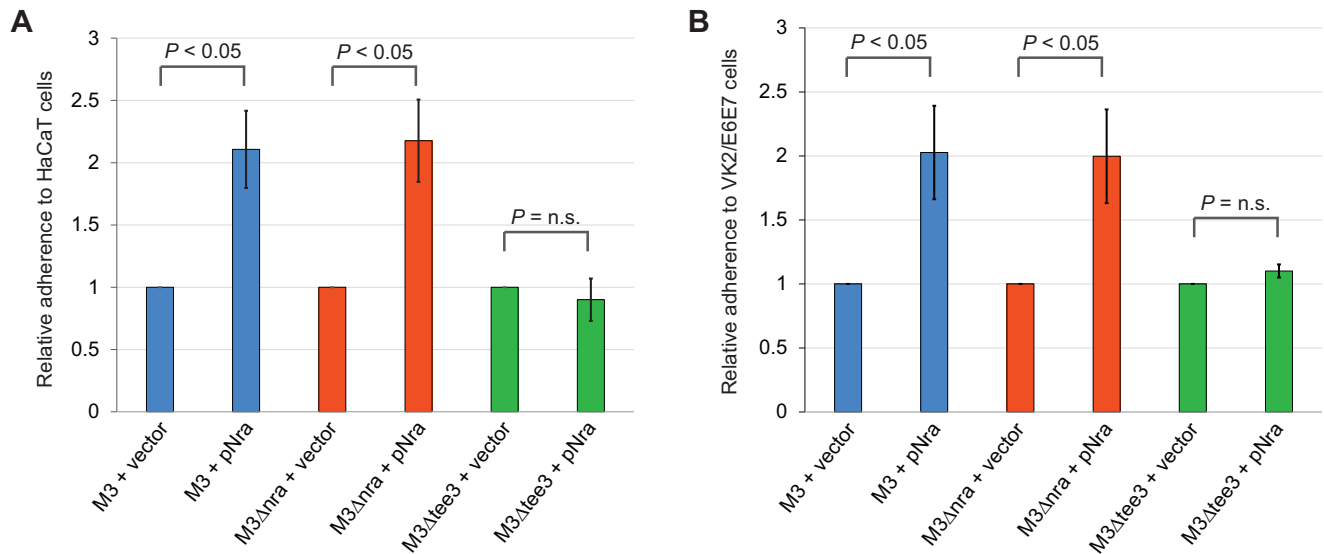 A
Relative adherence to HaCaT cells
3
2.5
2
1.5
1
0.5
0
P < 0.05
P < 0.05
P = n.s.
M3 + vector
M3 + pNra
M3Δnra + vector
M3Δnra + pNra
M3Δtee3 + vector
M3Δtee3 + pNra
B
Relative adherence to VK2/E6E7 cells
3
2.5
2
1.5
1
0.5
0
P < 0.05
P < 0.05
P = n.s.
M3 + vector
M3 + pNra
M3Δnra + vector
M3Δnra + pNra
M3Δtee3 + vector
M3Δtee3 + pNra